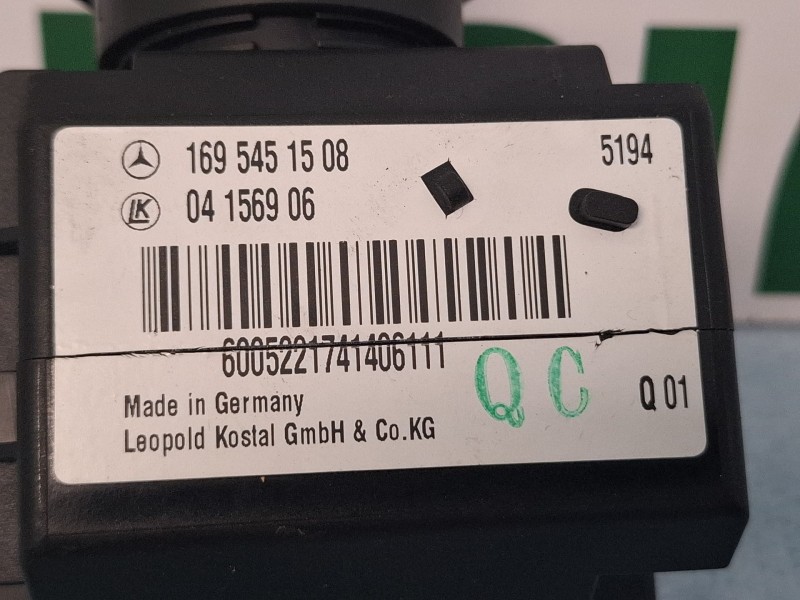 169 545 15 08 5194
LK 04 1569 06
6005221741406111
QC
Q 01
Made in Germany
Leopold Kostal GmbH & Co.KG